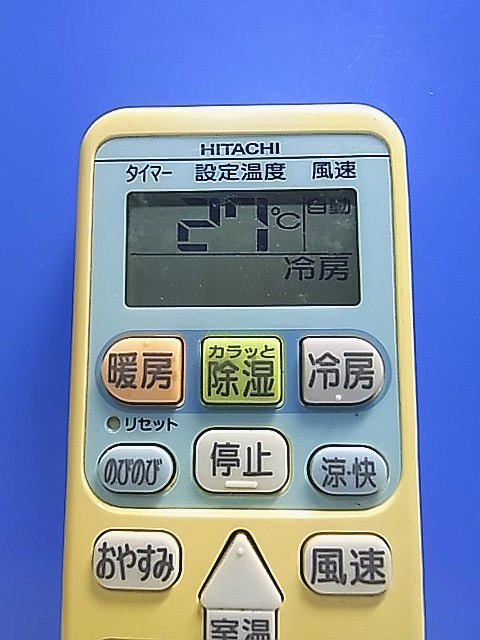 HITACHI
タイマー 設定温度 風速
27℃ 自動
冷房
暖房 カラッと除湿 冷房
リセット
のびのび 停止 涼・快
おやすみ 風速
室温